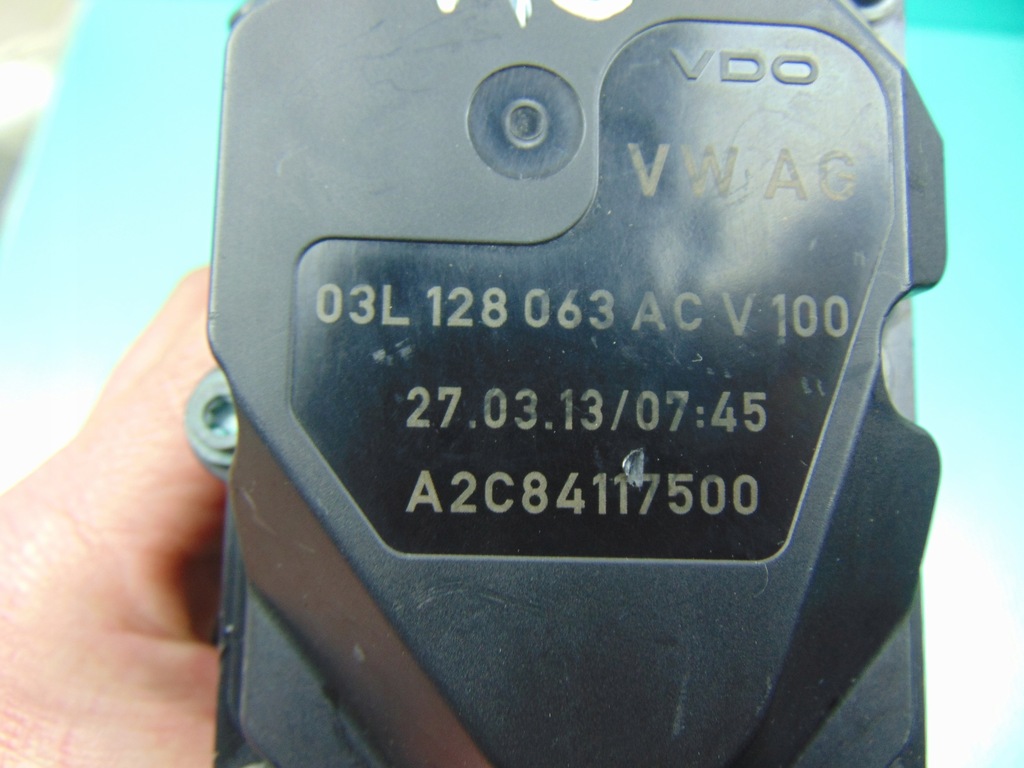 VDO
VW AG
03L 128 063 AC V 100
27.03.13/07:45
A2C84117500